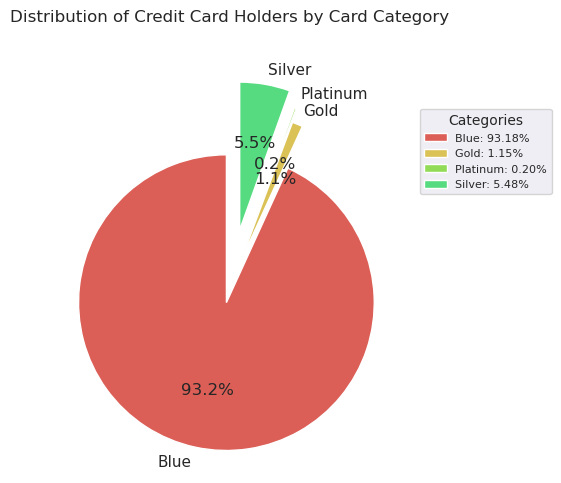 Distribution of Credit Card Holders by Card Category
Silver
Platinum
Gold
5.5%
0.2%
1.1%
93.2%
Blue
Categories
Blue: 93.18%
Gold: 1.15%
Platinum: 0.20%
Silver: 5.48%